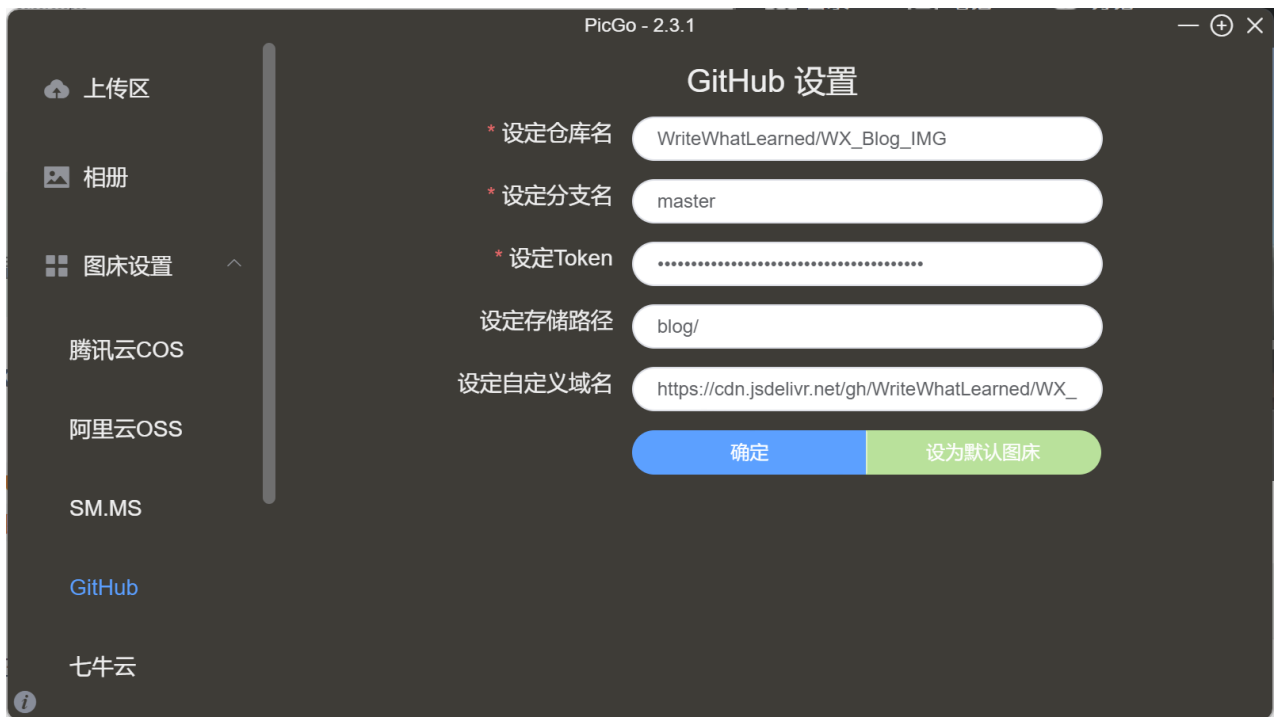 PicGo - 2.3.1
上传区
相册
图床设置
腾讯云COS
阿里云OSS
SM.MS
GitHub
七牛云
GitHub 设置
* 设定仓库名 WriteWhatLearned/WX_Blog_IMG
* 设定分支名 master
* 设定Token ••••••••••••••••••••••••••••••••••••••••
设定存储路径 blog/
设定自定义域名 https://cdn.jsdelivr.net/gh/WriteWhatLearned/WX_
确定 设为默认图床